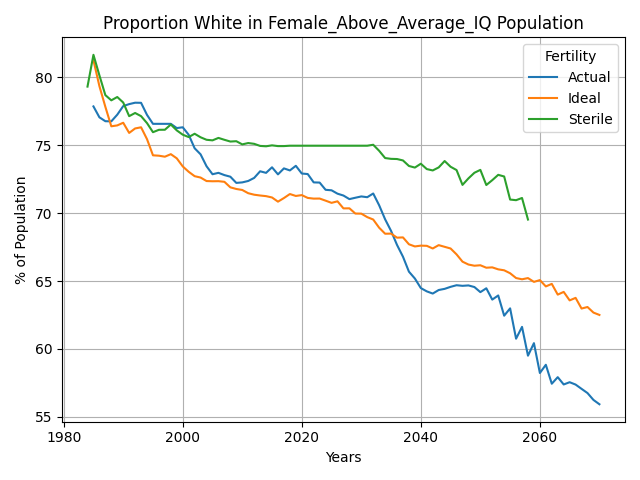 Proportion White in Female_Above_Average_IQ Population
Fertility
Actual
Ideal
Sterile
80
75
70
65
60
55
% of Population
1980
2000
2020
2040
2060
Years